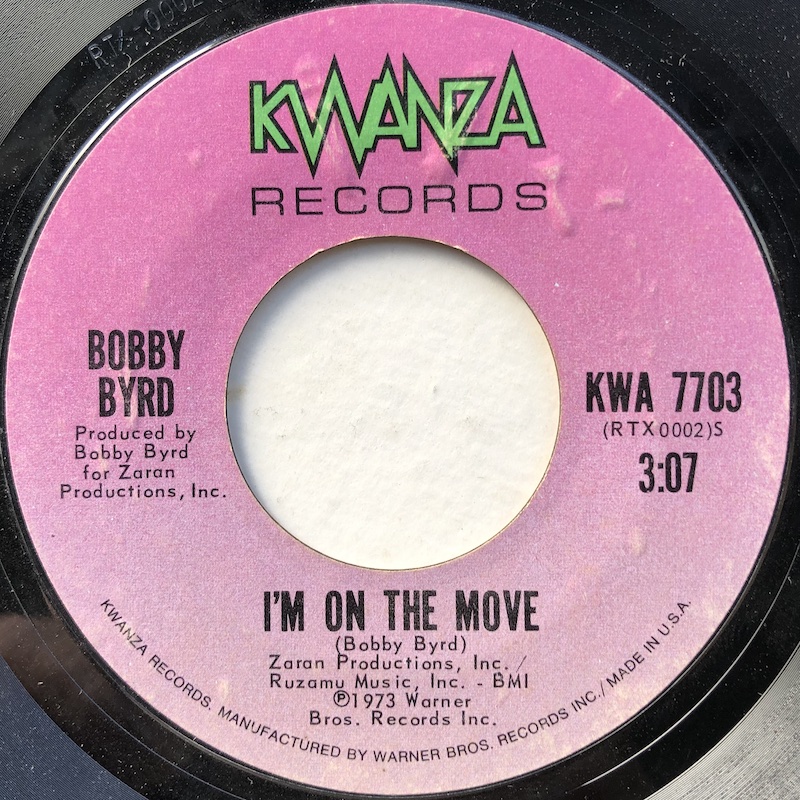 RTX-0002
KWANZA
RECORDS
BOBBY
BYRD
Produced by
Bobby Byrd
for Zaran
Productions, Inc.
KWA 7703
(RTX0002)S
3:07
I'M ON THE MOVE
(Bobby Byrd)
Zaran Productions, Inc./
Ruzamu Music, Inc. - BMI
℗1973 Warner
Bros. Records Inc.
KWANZA RECORDS. MANUFACTURED BY WARNER BROS. RECORDS INC./MADE IN U.S.A.